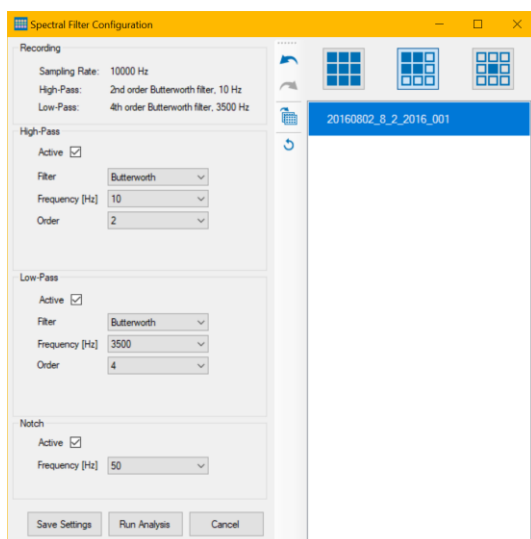 Spectral Filter Configuration
Recording
Sampling Rate: 10000 Hz
High-Pass: 2nd order Butterworth filter, 10 Hz
Low-Pass: 4th order Butterworth filter, 3500 Hz
High-Pass
Active
Filter Butterworth
Frequency [Hz] 10
Order 2
Low-Pass
Active
Filter Butterworth
Frequency [Hz] 3500
Order 4
Notch
Active
Frequency [Hz] 50
Save Settings Run Analysis Cancel
20160802_8_2_2016_001